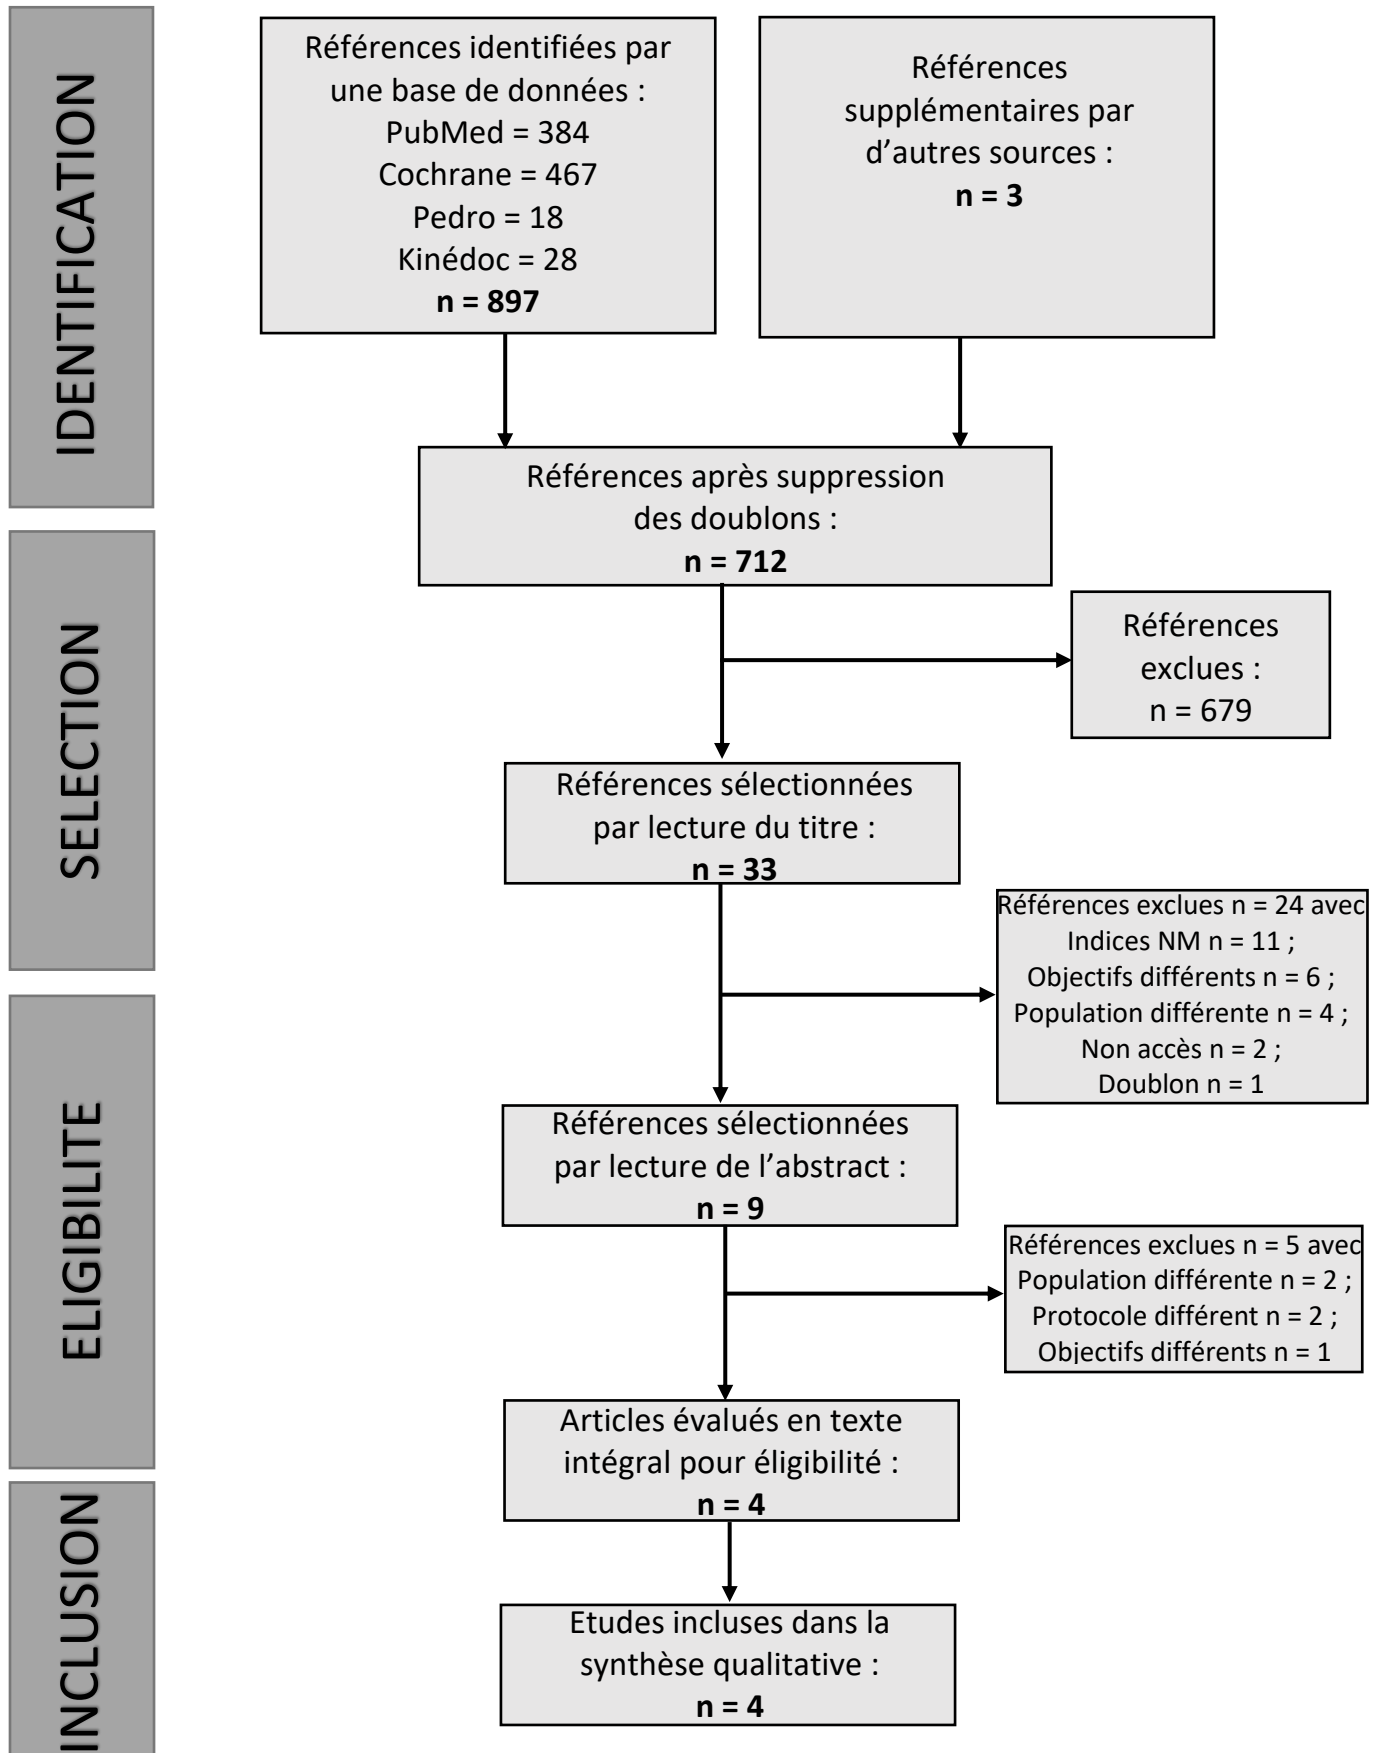 IDENTIFICATION
Références identifiées par
une base de données :
PubMed = 384
Cochrane = 467
Pedro = 18
Kinédoc = 28
n = 897
Références
supplémentaires par
d’autres sources :
n = 3
Références après suppression
des doublons :
n = 712
SELECTION
Références
exclues :
n = 679
Références sélectionnées
par lecture du titre :
n = 33
Références exclues n = 24 avec
Indices NM n = 11 ;
Objectifs différents n = 6 ;
Population différente n = 4 ;
Non accès n = 2 ;
Doublon n = 1
ELIGIBILITE
Références sélectionnées
par lecture de l’abstract :
n = 9
Références exclues n = 5 avec
Population différente n = 2 ;
Protocole différent n = 2 ;
Objectifs différents n = 1
Articles évalués en texte
intégral pour éligibilité :
n = 4
INCLUSION
Etudes incluses dans la
synthèse qualitative :
n = 4